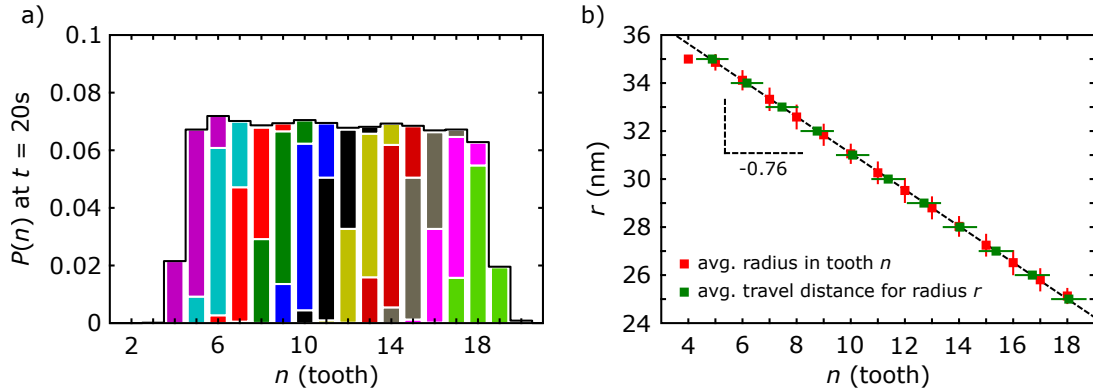 a)
P(n) at t = 20s
0.1
0.08
0.06
0.04
0.02
0
2 6 10 14 18
n (tooth)
b)
r (nm)
36
34
32
30
28
26
24
-0.76
avg. radius in tooth n
avg. travel distance for radius r
4 6 8 10 12 14 16 18
n (tooth)